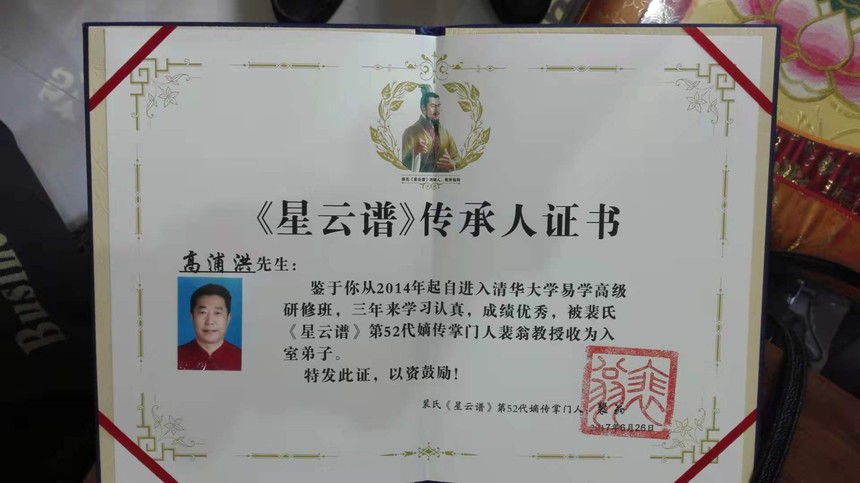 《星云谱》传承人证书
高浦洪先生：
鉴于你从2014年起自进入清华大学易学高级
研修班，三年来学习认真，成绩优秀，被裴氏
《星云谱》第52代嫡传掌门人裴翁教授收为入
室弟子。
特发此证，以资鼓励！
裴氏《星云谱》第52代嫡传掌门人：裴翁
2017年6月26日
Busine